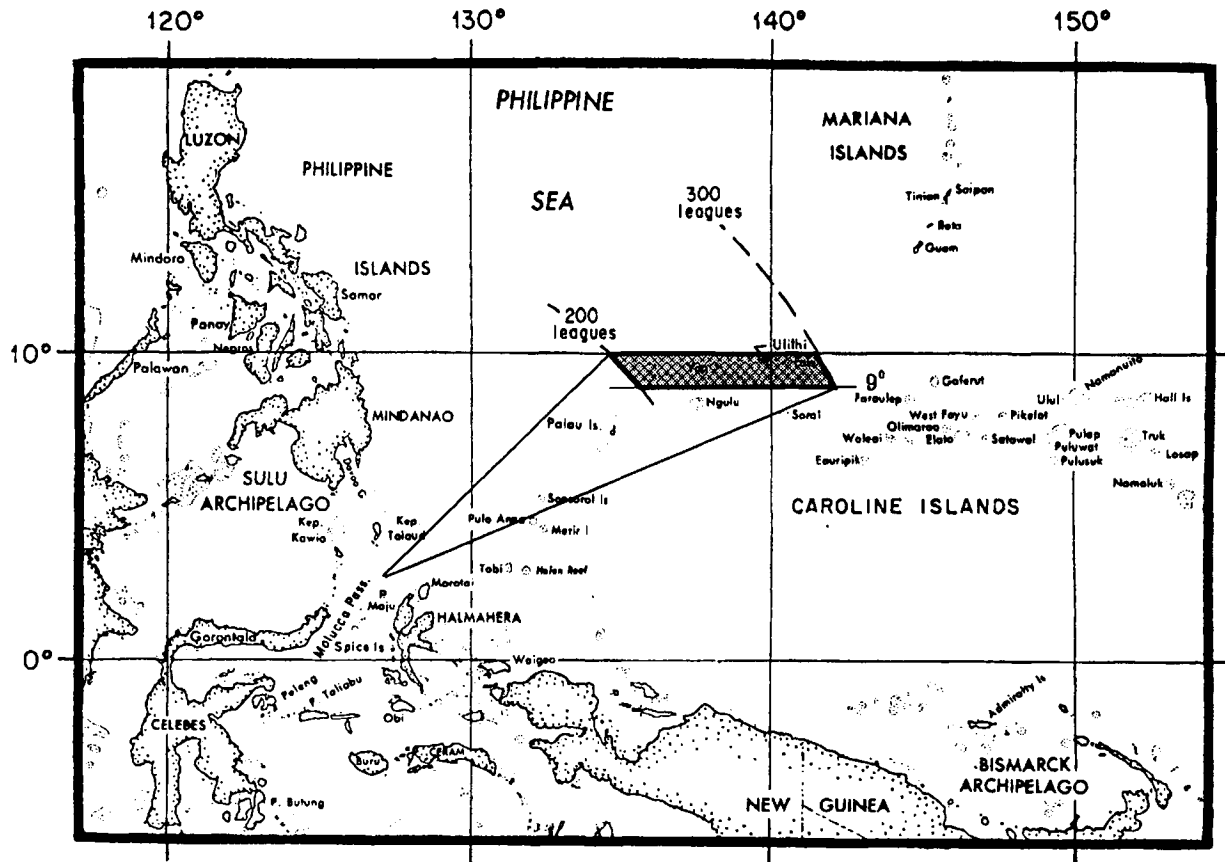 120°
130°
140°
150°
PHILIPPINE
MARIANA
ISLANDS
LUZON
PHILIPPINE
SEA
300
leagues
Tinian
Saipan
Rota
Guam
Mindoro
ISLANDS
Samar
Panay
200
leagues
Negros
Ulithi
10°
Palawan
9°
Gaferut
Namonuito
Faraulep
Ulul
Hall Is
Ngulu
Sorol
West Fayu
Pikelot
MINDANAO
Palau Is.
Olimarao
Woleai
Elato
Satawal
Pulap
Truk
Puluwat
Eauripik
Pulusuk
Losap
SULU
ARCHIPELAGO
Namoluk
Sonsorol Is
CAROLINE ISLANDS
Kep
Kawio
Kep
Talaud
Pulo Anna
Merir I
Tobi
Helen Reef
Morotai
P.
Maju
Molucca Pass.
HALMAHERA
Gorontalo
Spice Is
0°
Waigeo
Peleng
P. Taliabu
Obi
Admiralty Is
CELEBES
Buru
CERAM
BISMARCK
ARCHIPELAGO
P. Butung
NEW GUINEA